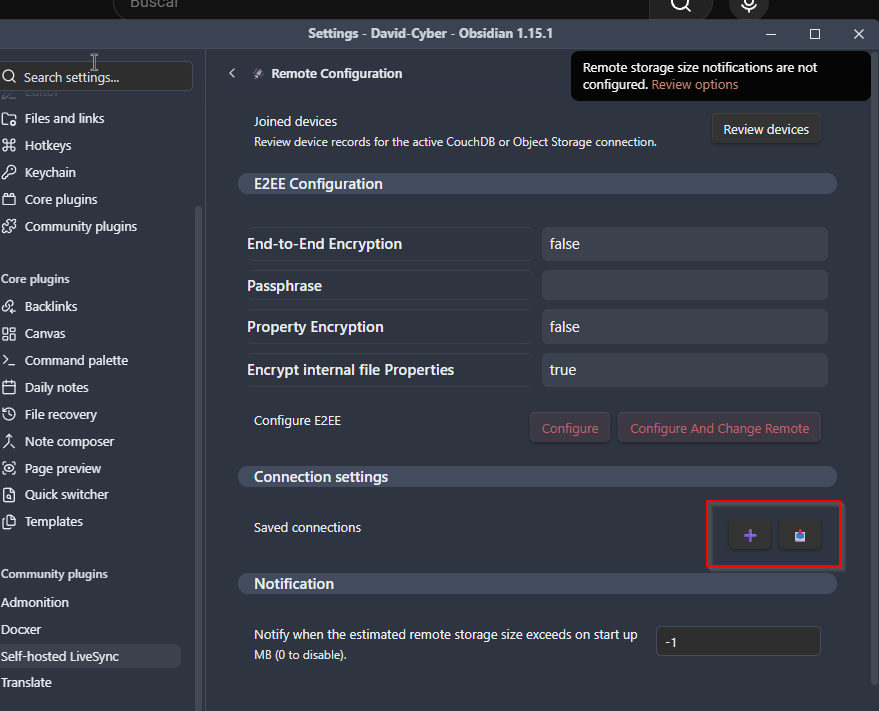 Buscar
Settings - David-Cyber - Obsidian 1.15.1
Search settings...
Editor
Files and links
Hotkeys
Keychain
Core plugins
Community plugins
Core plugins
Backlinks
Canvas
Command palette
Daily notes
File recovery
Note composer
Page preview
Quick switcher
Templates
Community plugins
Admonition
Docxer
Self-hosted LiveSync
Translate
Remote Configuration
Remote storage size notifications are not
configured. Review options
Joined devices
Review device records for the active CouchDB or Object Storage connection.
Review devices
E2EE Configuration
End-to-End Encryption
false
Passphrase
Property Encryption
false
Encrypt internal file Properties
true
Configure E2EE
Configure
Configure And Change Remote
Connection settings
Saved connections
Notification
Notify when the estimated remote storage size exceeds on start up
MB (0 to disable).
-1